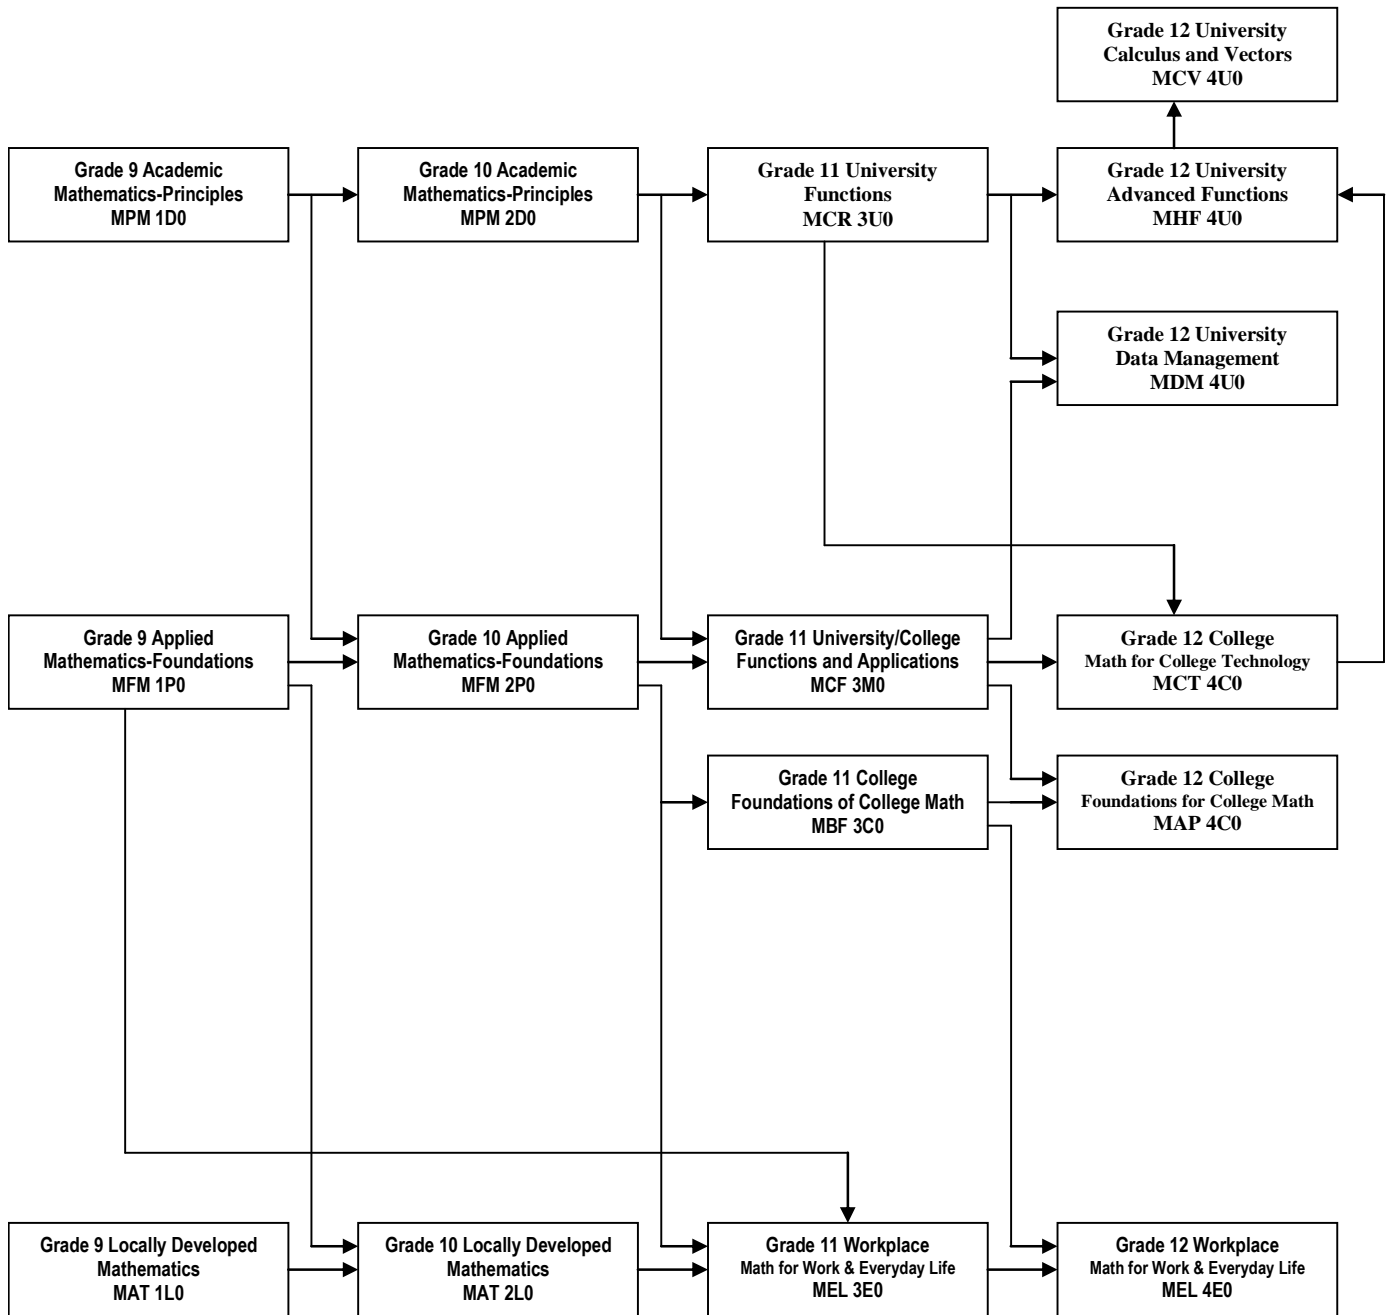 Grade 12 University
Calculus and Vectors
MCV 4U0
Grade 9 Academic
Mathematics-Principles
MPM 1D0
Grade 10 Academic
Mathematics-Principles
MPM 2D0
Grade 11 University
Functions
MCR 3U0
Grade 12 University
Advanced Functions
MHF 4U0
Grade 12 University
Data Management
MDM 4U0
Grade 9 Applied
Mathematics-Foundations
MFM 1P0
Grade 10 Applied
Mathematics-Foundations
MFM 2P0
Grade 11 University/College
Functions and Applications
MCF 3M0
Grade 12 College
Math for College Technology
MCT 4C0
Grade 11 College
Foundations of College Math
MBF 3C0
Grade 12 College
Foundations for College Math
MAP 4C0
Grade 9 Locally Developed
Mathematics
MAT 1L0
Grade 10 Locally Developed
Mathematics
MAT 2L0
Grade 11 Workplace
Math for Work & Everyday Life
MEL 3E0
Grade 12 Workplace
Math for Work & Everyday Life
MEL 4E0